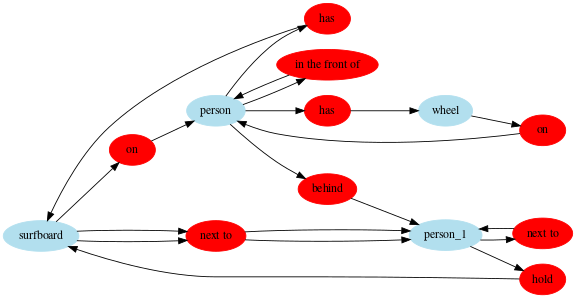 has
in the front of
person
has
wheel
on
on
behind
surfboard
next to
person_1
next to
hold